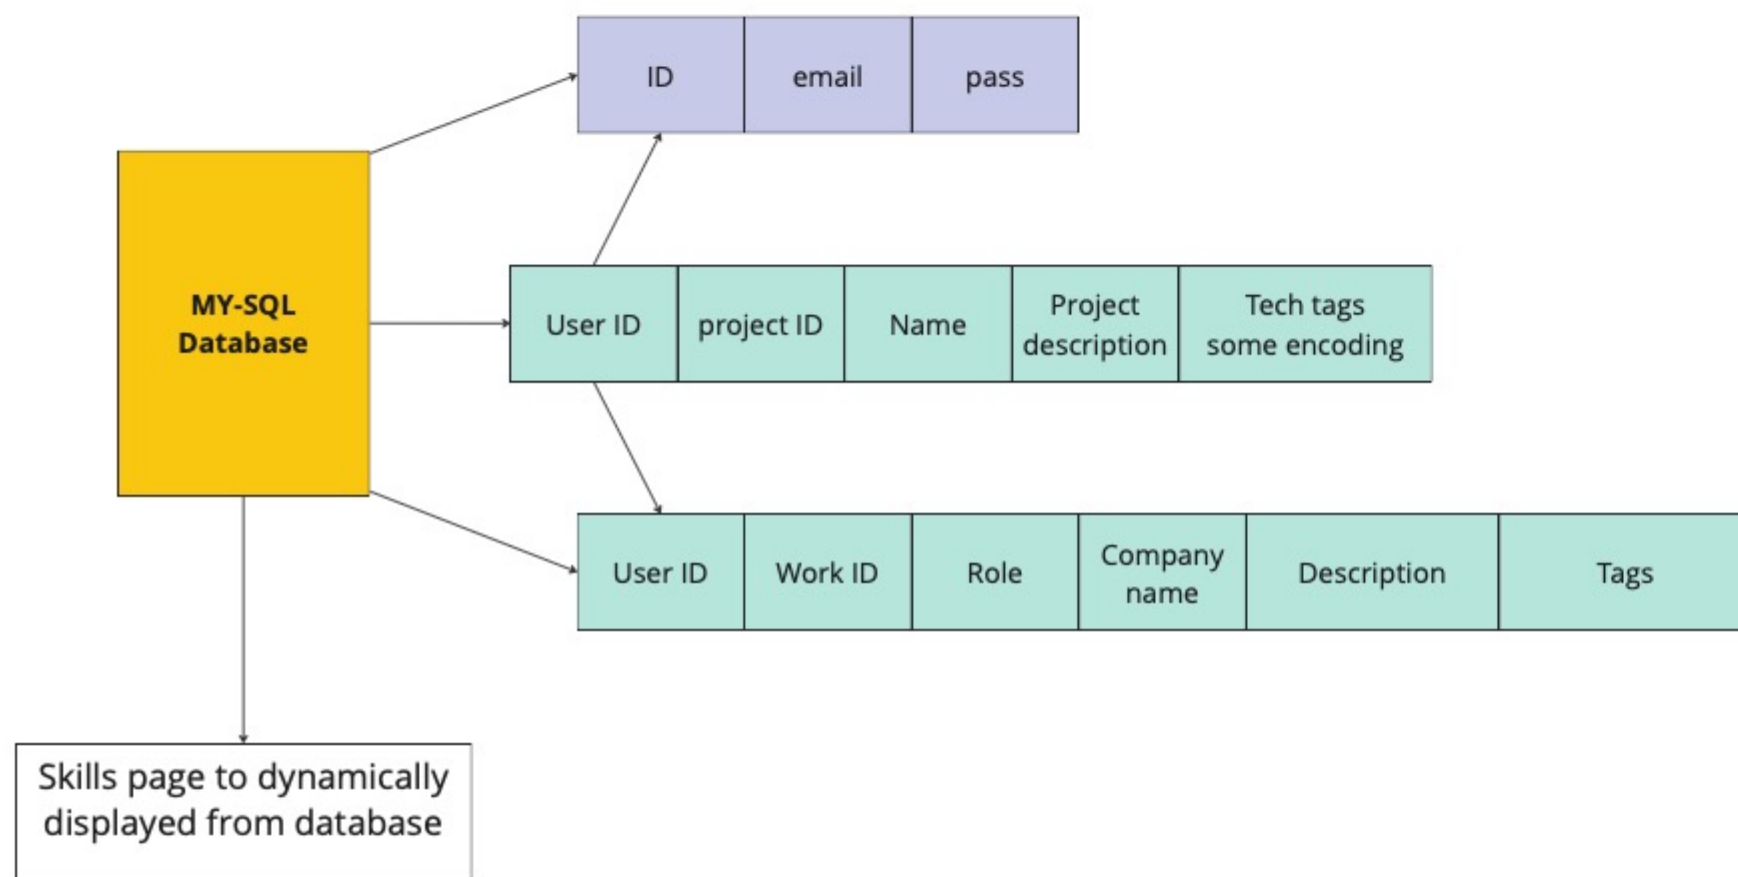 ID
email
pass
MY-SQL
Database
User ID
project ID
Name
Project
description
Tech tags
some encoding
User ID
Work ID
Role
Company
name
Description
Tags
Skills page to dynamically
displayed from database